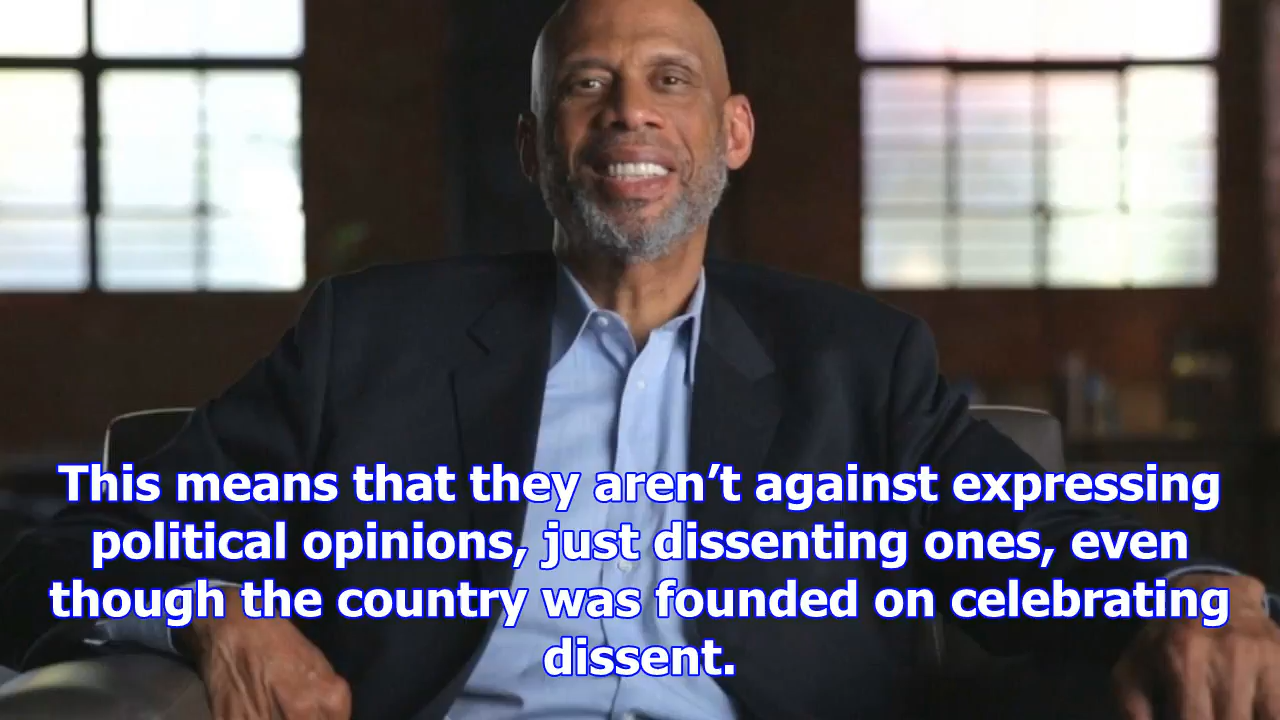 This means that they aren’t against expressing
political opinions, just dissenting ones, even
though the country was founded on celebrating
dissent.